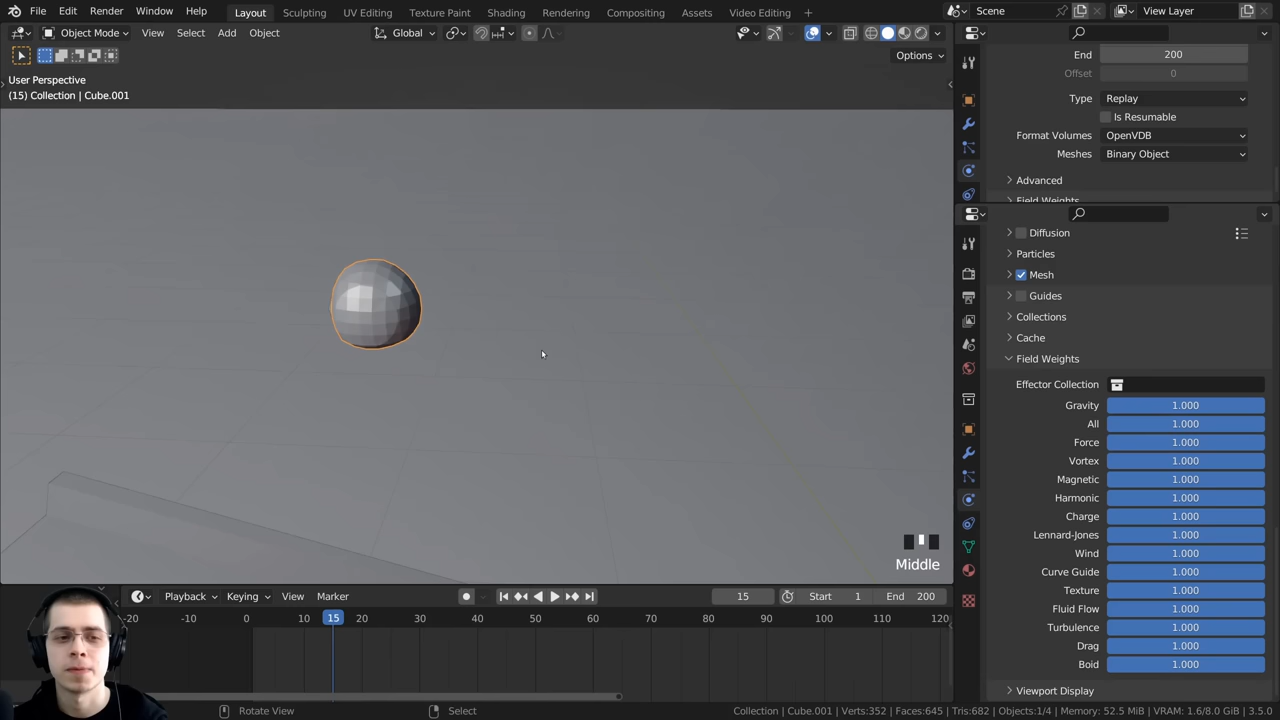 File Edit Render Window Help Layout Sculpting UV Editing Texture Paint Shading Rendering Compositing Assets Video Editing + Scene View Layer
Object Mode View Select Add Object Global
Options
User Perspective
(15) Collection | Cube.001
End 200
Offset 0
Type Replay
Is Resumable
Format Volumes OpenVDB
Meshes Binary Object
Advanced
Field Weights
Diffusion
Particles
Mesh
Guides
Collections
Cache
Field Weights
Effector Collection
Gravity 1.000
All 1.000
Force 1.000
Vortex 1.000
Magnetic 1.000
Harmonic 1.000
Charge 1.000
Lennard-Jones 1.000
Wind 1.000
Curve Guide 1.000
Texture 1.000
Fluid Flow 1.000
Turbulence 1.000
Drag 1.000
Boid 1.000
Viewport Display
Middle
Playback Keying View Marker 15 Start 1 End 200
-20 -10 0 10 15 20 30 40 50 60 70 80 90 100 110 120
Rotate View Select Collection | Cube.001 | Verts:352 | Faces:645 | Tris:682 | Objects:1/4 | Memory: 52.5 MiB | VRAM: 1.6/8.0 GiB | 3.5.0